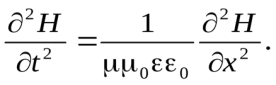 ∂²H/∂t² = 1/(μμ₀εε₀) ∂²H/∂x².